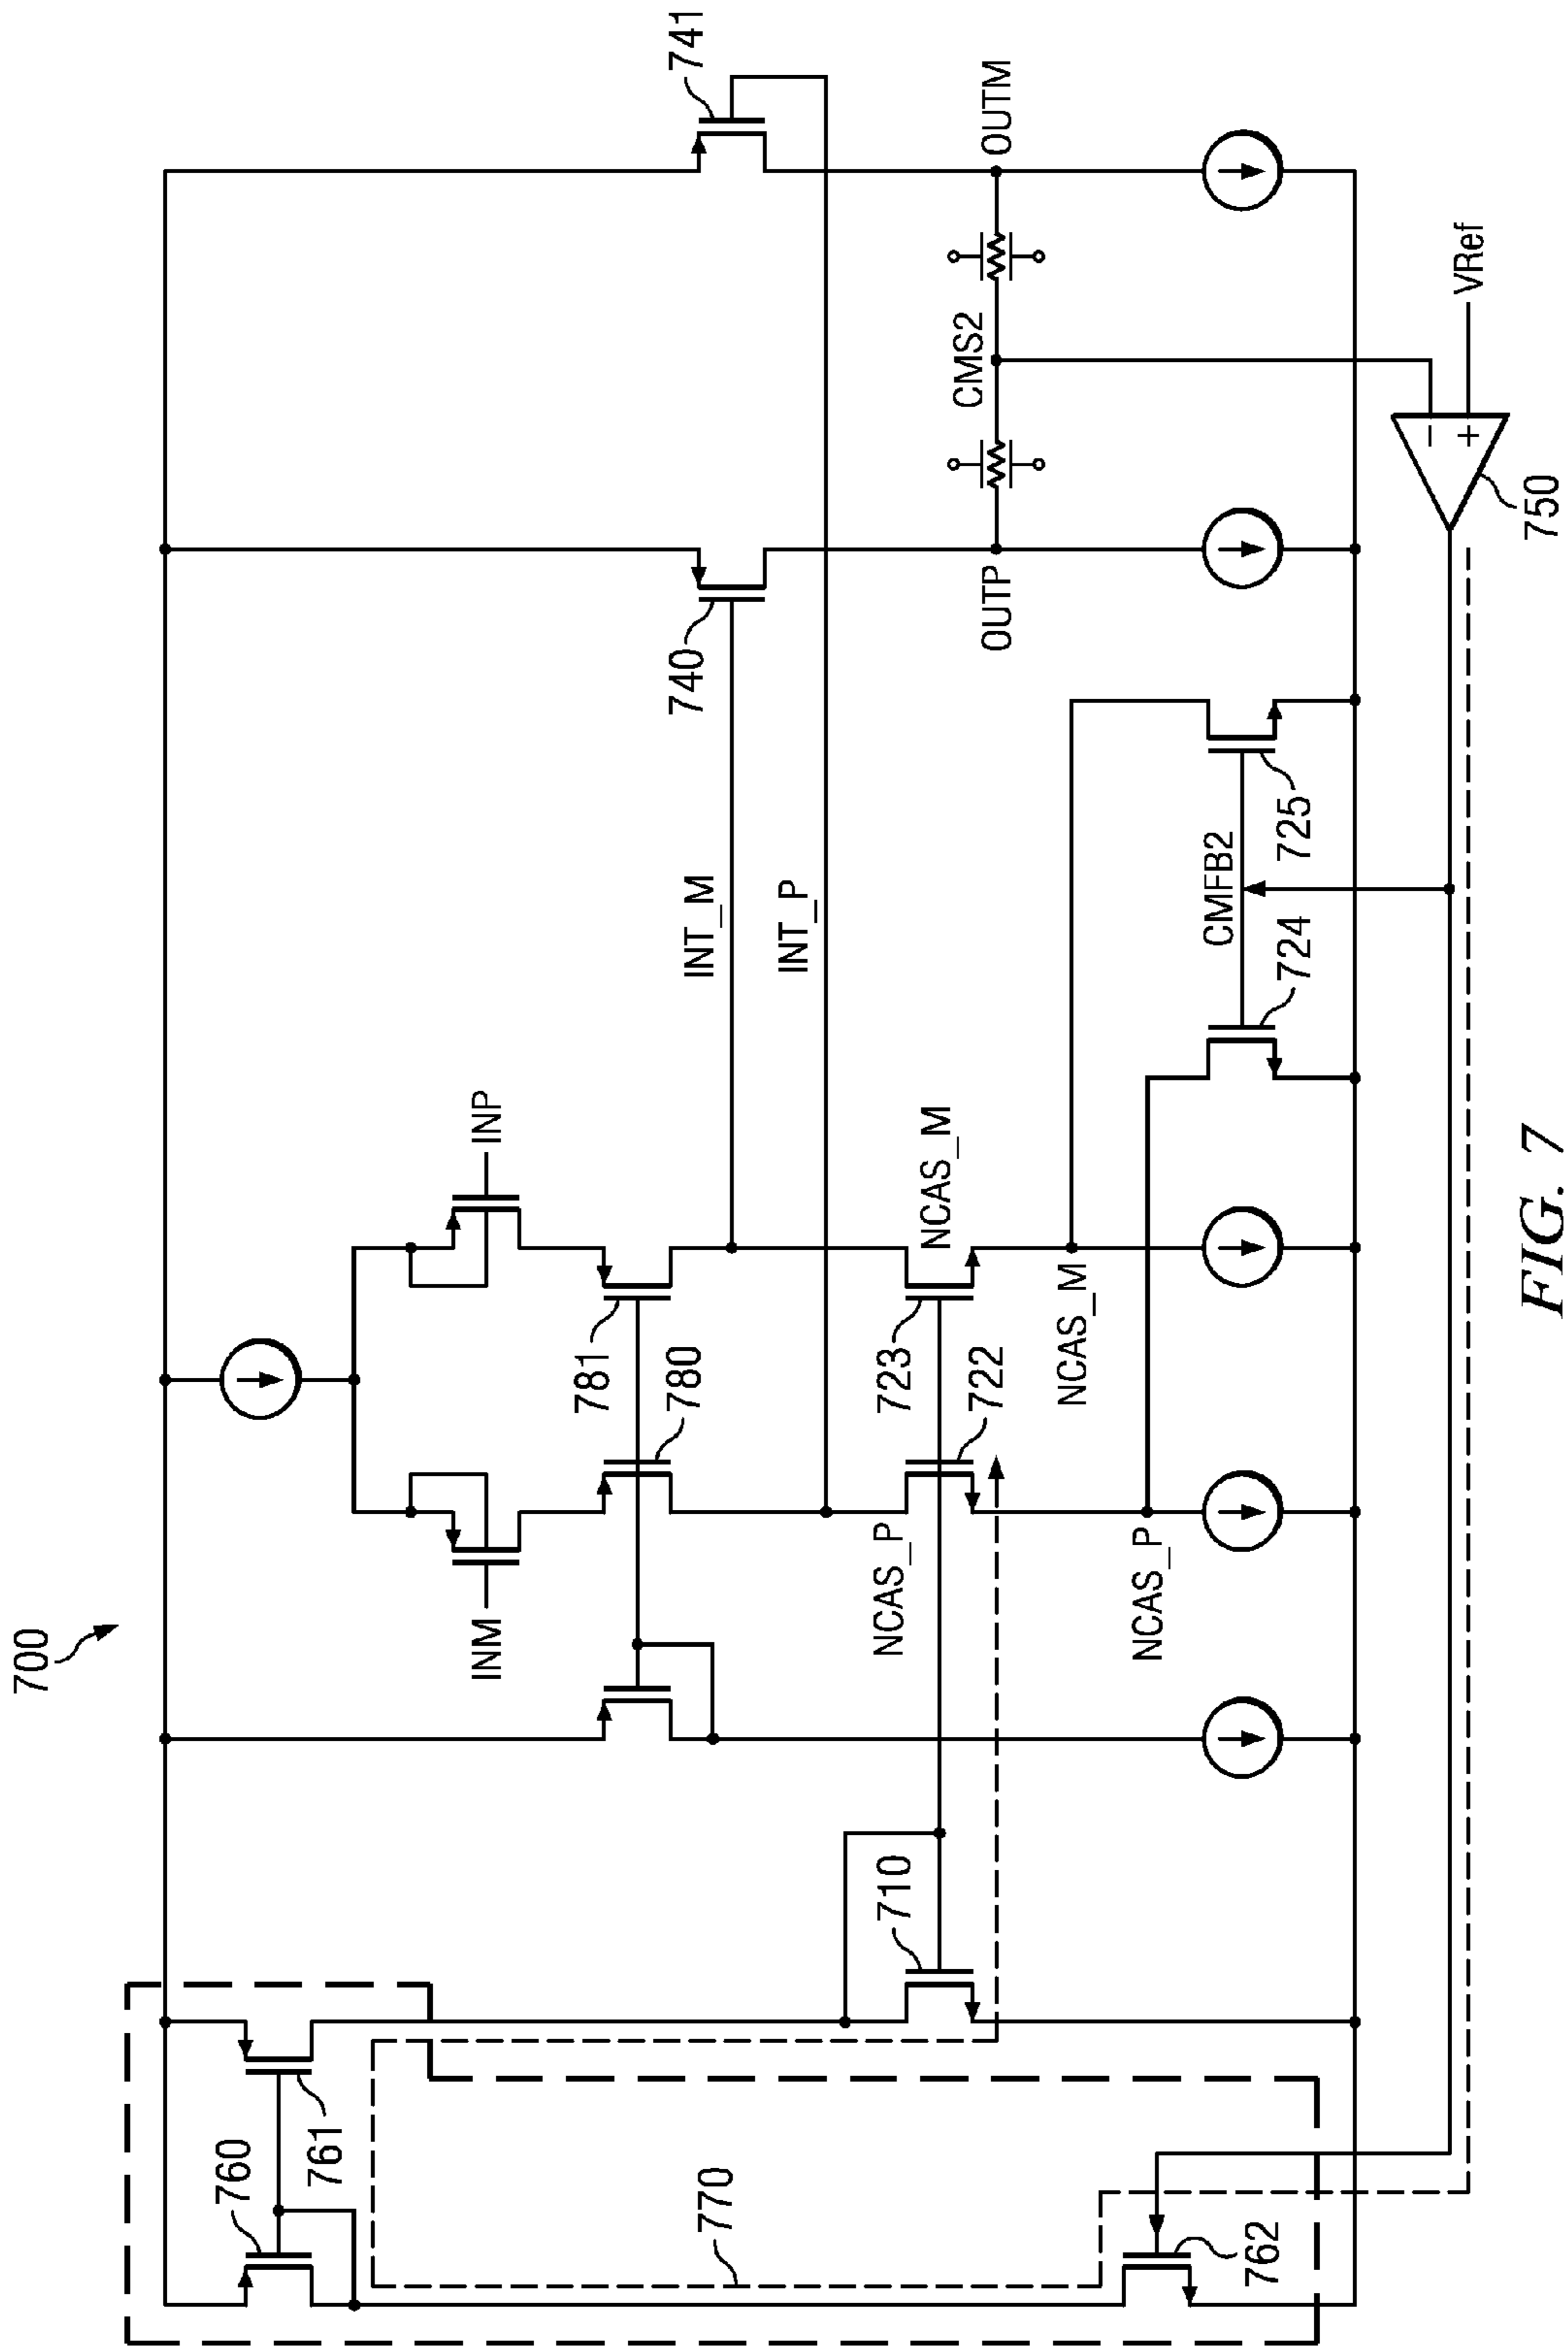 700
741
INM
INP
760
761
781
780
740
INT_M
INT_P
770
710
NCAS_P
723
722
NCAS_M
OUTP
CMS2
OUTM
NCAS_P
NCAS_M
CMFB2
724
725
762
−
+
VRef
750
FIG. 7